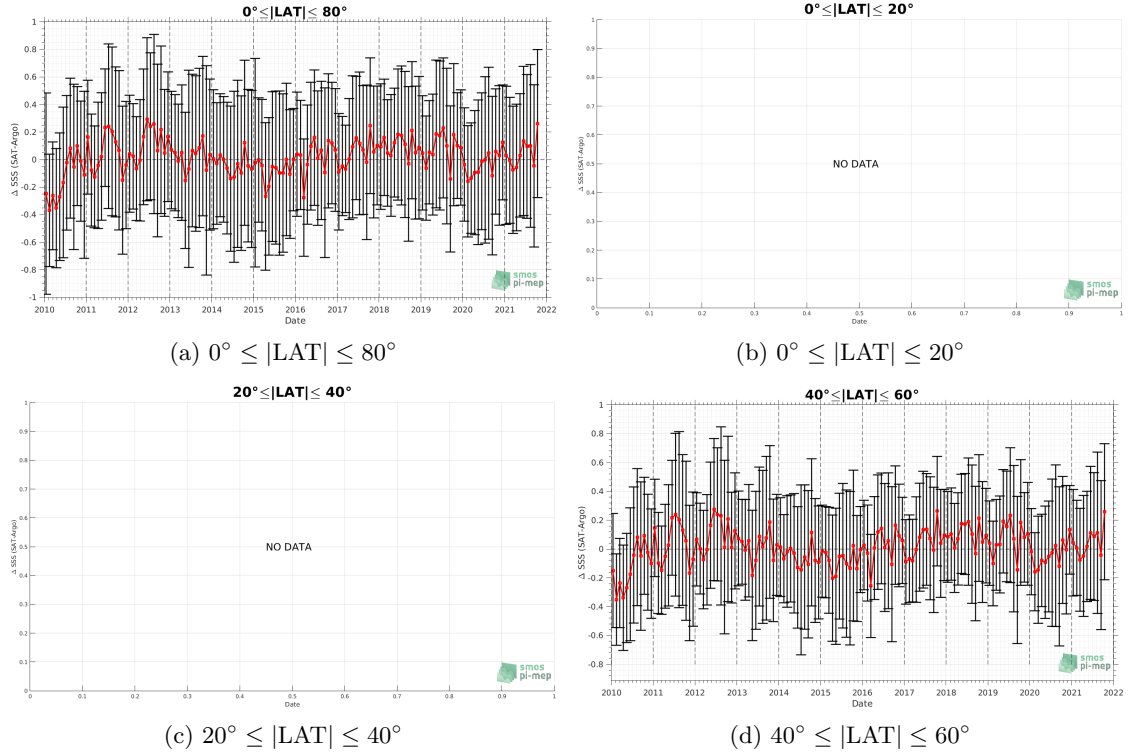 0°≤|LAT|≤ 80°
Δ SSS (SAT-Argo)
1
0.8
0.6
0.4
0.2
0
-0.2
-0.4
-0.6
-0.8
-1
2010 2011 2012 2013 2014 2015 2016 2017 2018 2019 2020 2021 2022
Date
smos
pi-mep
(a) 0° ≤ |LAT| ≤ 80°
0°≤|LAT|≤ 20°
Δ SSS (SAT-Argo)
1
0.9
0.8
0.7
0.6
0.5
0.4
0.3
0.2
0.1
0
NO DATA
0 0.1 0.2 0.3 0.4 0.5 0.6 0.7 0.8 0.9 1
Date
smos
pi-mep
(b) 0° ≤ |LAT| ≤ 20°
20°≤|LAT|≤ 40°
Δ SSS (SAT-Argo)
1
0.9
0.8
0.7
0.6
0.5
0.4
0.3
0.2
0.1
0
NO DATA
0 0.1 0.2 0.3 0.4 0.5 0.6 0.7 0.8 0.9 1
Date
smos
pi-mep
(c) 20° ≤ |LAT| ≤ 40°
40°≤|LAT|≤ 60°
Δ SSS (SAT-Argo)
1
0.8
0.6
0.4
0.2
0
-0.2
-0.4
-0.6
-0.8
2010 2011 2012 2013 2014 2015 2016 2017 2018 2019 2020 2021 2022
Date
smos
pi-mep
(d) 40° ≤ |LAT| ≤ 60°